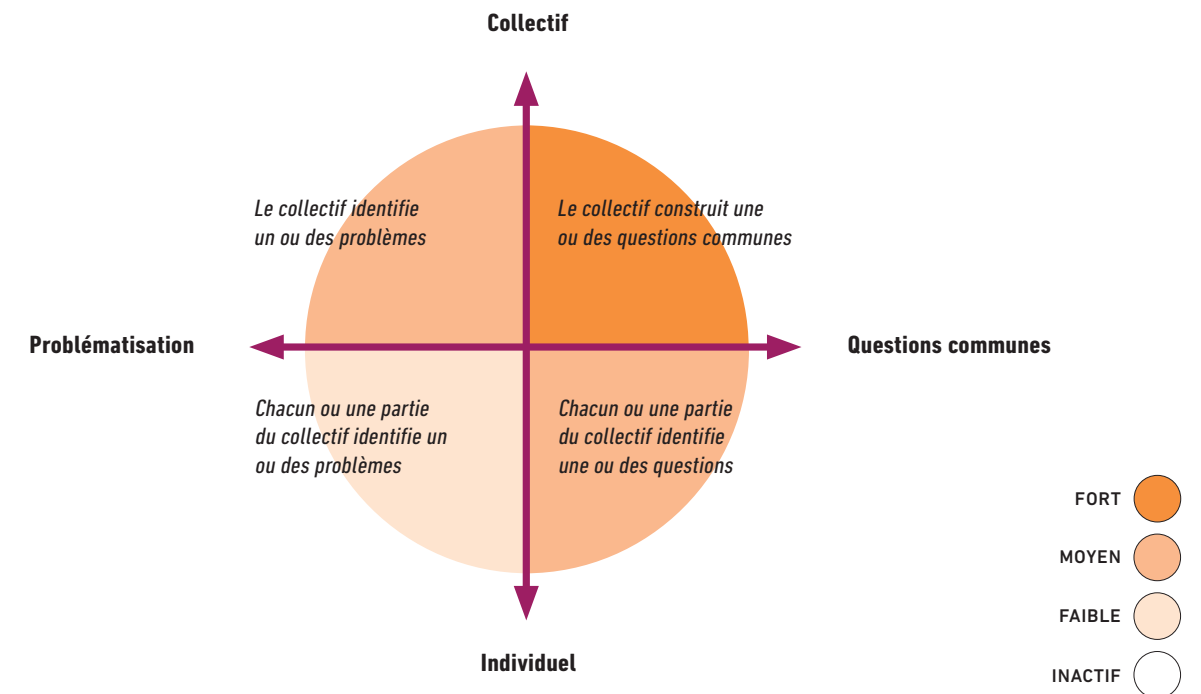 Collectif
Le collectif identifie
un ou des problèmes
Le collectif construit une
ou des questions communes
Problématisation
Questions communes
Chacun ou une partie
du collectif identifie un
ou des problèmes
Chacun ou une partie
du collectif identifie
une ou des questions
Individuel
FORT
MOYEN
FAIBLE
INACTIF